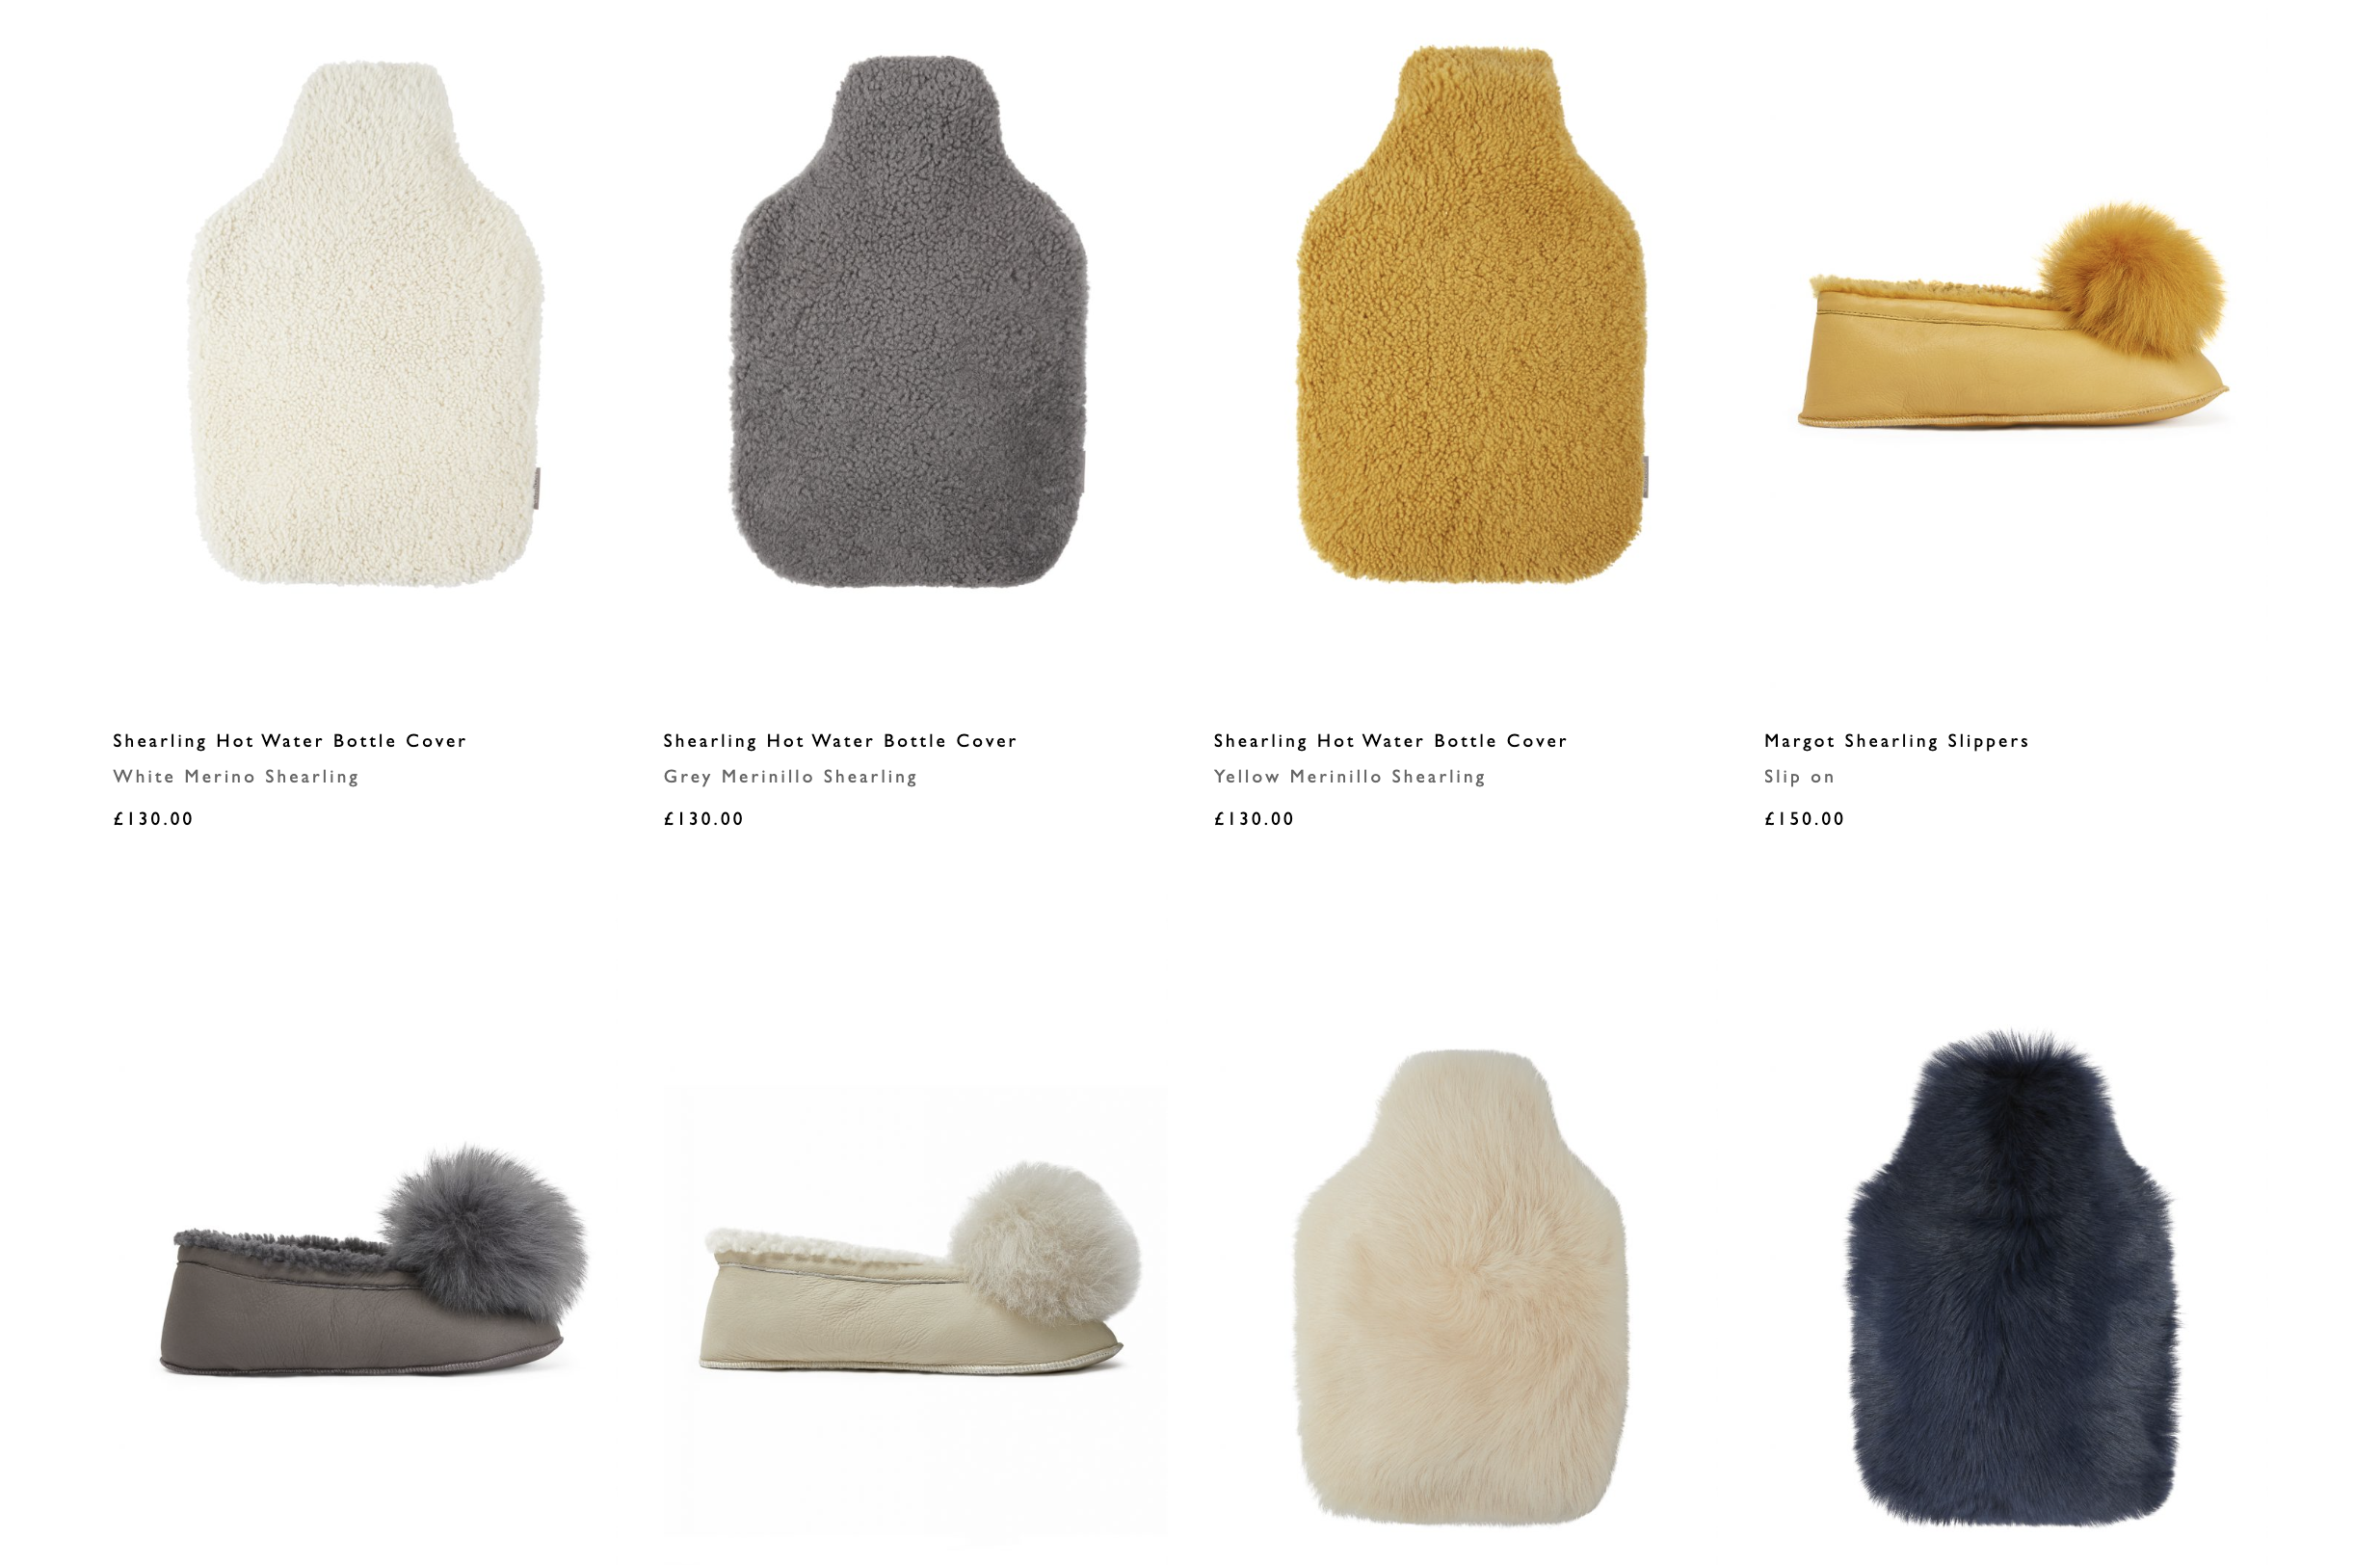 Shearling Hot Water Bottle Cover
White Merino Shearling
£130.00
Shearling Hot Water Bottle Cover
Grey Merinillo Shearling
£130.00
Shearling Hot Water Bottle Cover
Yellow Merinillo Shearling
£130.00
Margot Shearling Slippers
Slip on
£150.00